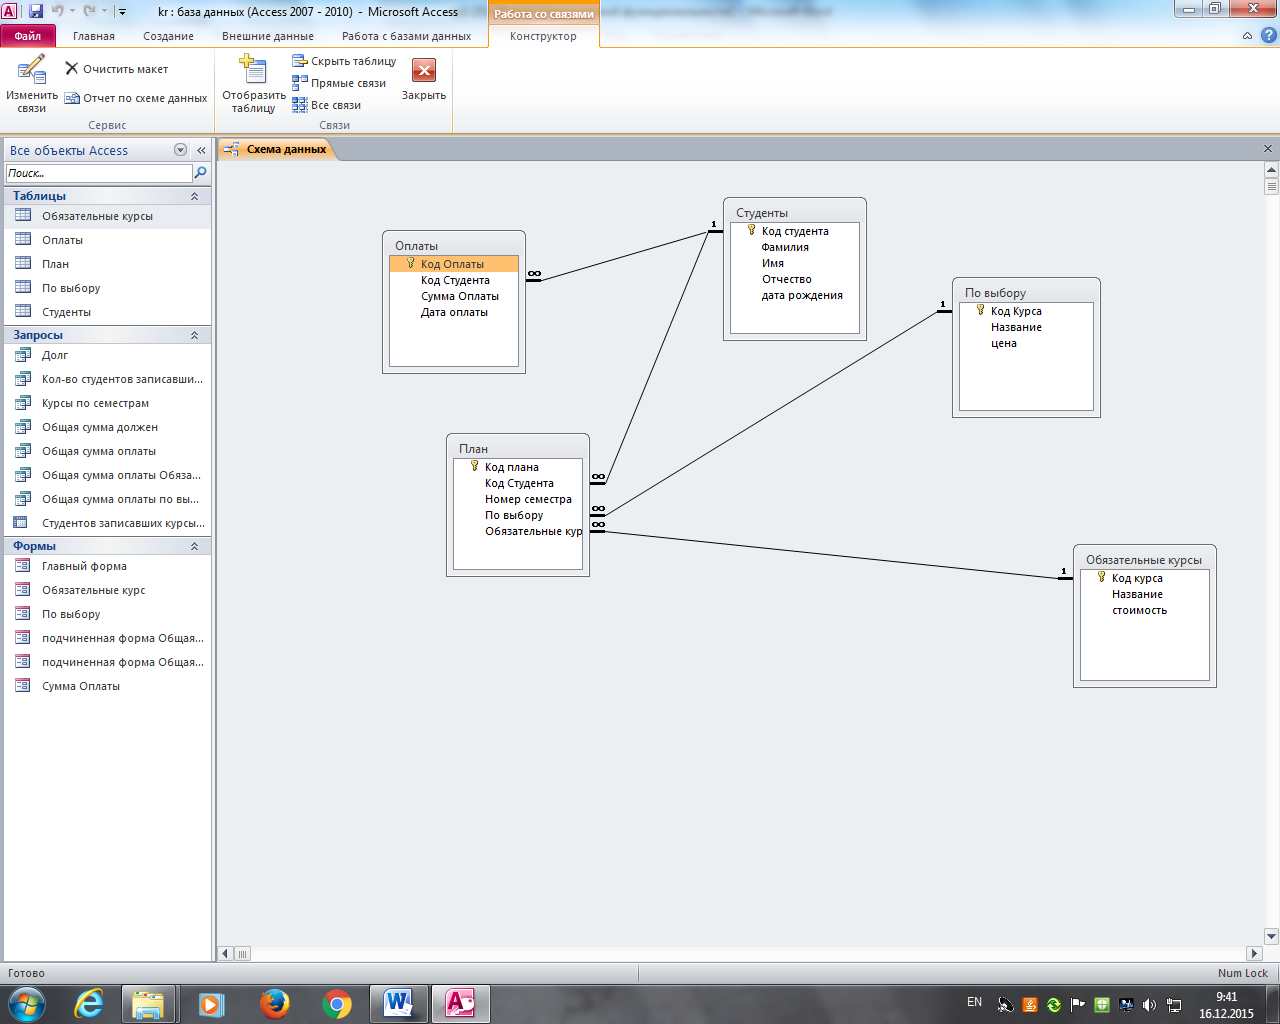 kr : база данных (Access 2007 - 2010) - Microsoft Access
Работа со связями
Файл
Главная
Создание
Внешние данные
Работа с базами данных
Конструктор
Изменить связи
Очистить макет
Отчет по схеме данных
Сервис
Отобразить таблицу
Скрыть таблицу
Прямые связи
Все связи
Связи
Закрыть
Все объекты Access
Поиск...
Таблицы
Обязательные курсы
Оплаты
План
По выбору
Студенты
Запросы
Долг
Кол-во студентов записавши...
Курсы по семестрам
Общая сумма должен
Общая сумма оплаты
Общая сумма оплаты Обяза...
Общая сумма оплаты по вы...
Студентов записавших курсы...
Формы
Главный форма
Обязательные курс
По выбору
подчиненная форма Общая...
подчиненная форма Общая...
Сумма Оплаты
Схема данных
Оплаты
Код Оплаты
Код Студента
Сумма Оплаты
Дата оплаты
∞
1
Студенты
Код студента
Фамилия
Имя
Отчество
дата рождения
1
По выбору
Код Курса
Название
цена
План
Код плана
Код Студента
Номер семестра
По выбору
Обязательные кур
∞
∞
∞
1
Обязательные курсы
Код курса
Название
стоимость
Готово
Num Lock
EN
9:41
16.12.2015